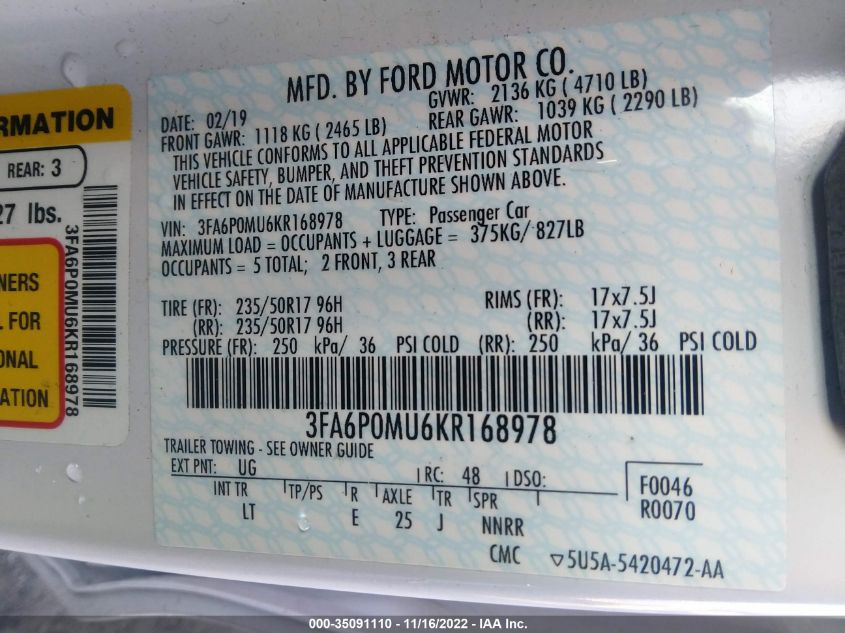 RMATION
REAR: 3
27 lbs.
3FA6P0MU6KR168978
NERS
FOR
ONAL
ATION
MFD. BY FORD MOTOR CO.
DATE: 02/19 GVWR: 2136 KG ( 4710 LB)
FRONT GAWR: 1118 KG ( 2465 LB) REAR GAWR: 1039 KG ( 2290 LB)
THIS VEHICLE CONFORMS TO ALL APPLICABLE FEDERAL MOTOR
VEHICLE SAFETY, BUMPER, AND THEFT PREVENTION STANDARDS
IN EFFECT ON THE DATE OF MANUFACTURE SHOWN ABOVE.
VIN: 3FA6P0MU6KR168978 TYPE: Passenger Car
MAXIMUM LOAD = OCCUPANTS + LUGGAGE = 375KG/ 827LB
OCCUPANTS = 5 TOTAL; 2 FRONT, 3 REAR
TIRE (FR): 235/50R17 96H RIMS (FR): 17x7.5J
(RR): 235/50R17 96H (RR): 17x7.5J
PRESSURE (FR): 250 kPa/ 36 PSI COLD (RR): 250 kPa/ 36 PSI COLD
3FA6P0MU6KR168978
TRAILER TOWING - SEE OWNER GUIDE
EXT PNT: UG RC: 48 DSO:
INT TR TP/PS R AXLE TR SPR
LT E 25 J NNRR
F0046
R0070
CMC ▽5U5A-5420472-AA
000-35091110 - 11/16/2022 - IAA Inc.